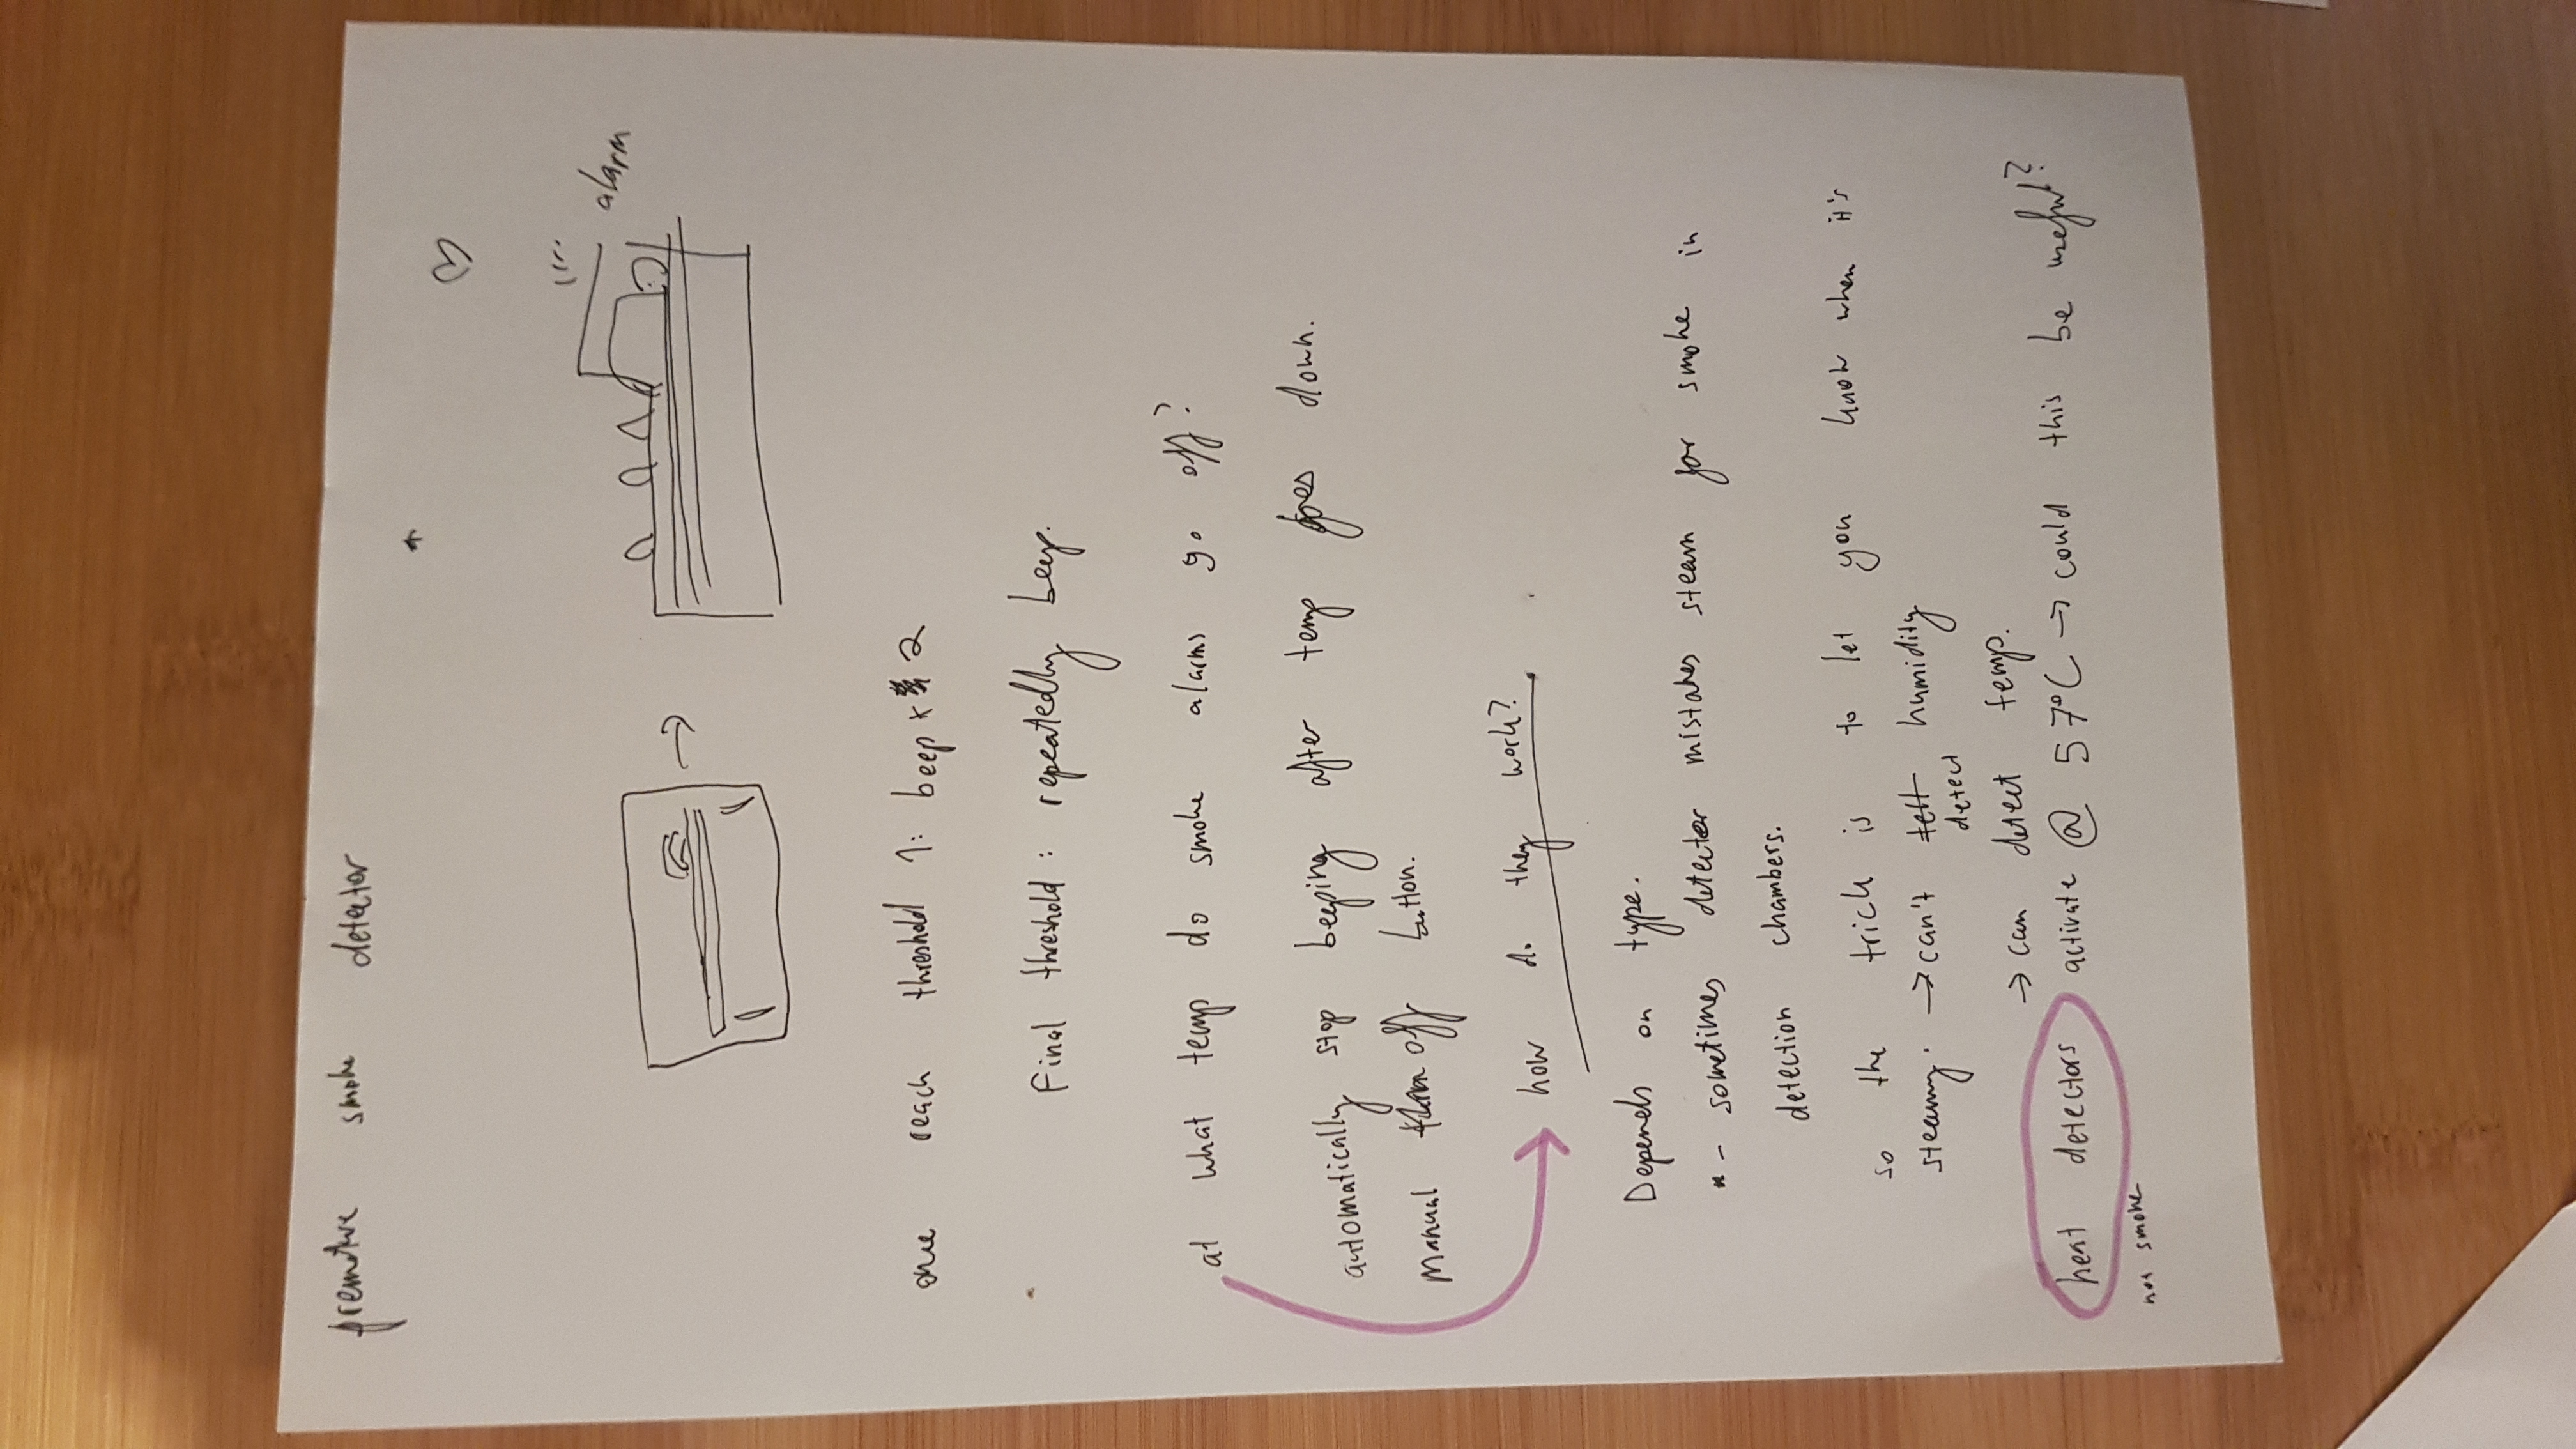 premetive smoke detector
alarm
one reach threshold 1: beep x 2
Final threshold: repeatedly beep.
at what temp do smoke alarms go off?
automatically stop beeping after temp goes down.
Manual turn off button.
how do they work?
Depends on type.
- sometimes detector mistakes steam for smoke in
detection chambers.
so the trick is to let you know when it's
steamy. → can't tell humidity
detect
→ can detect temp.
heat detectors activate @ 57°C → could this be useful?
not smoke